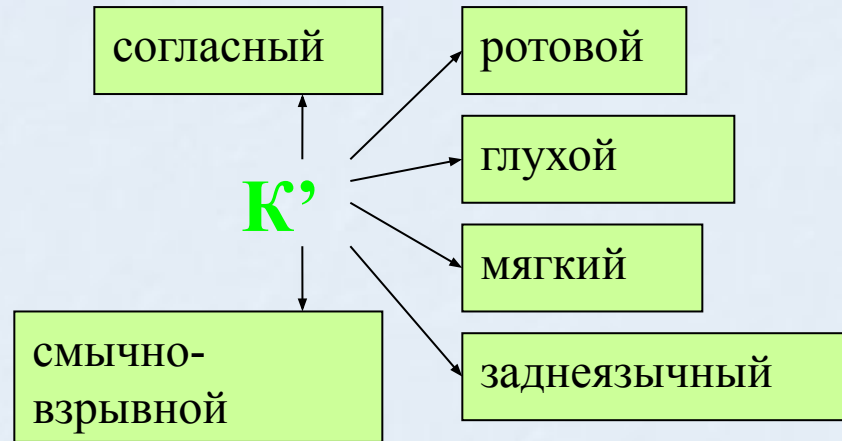 согласный
ротовой
глухой
К’
мягкий
смычно-
взрывной
заднеязычный